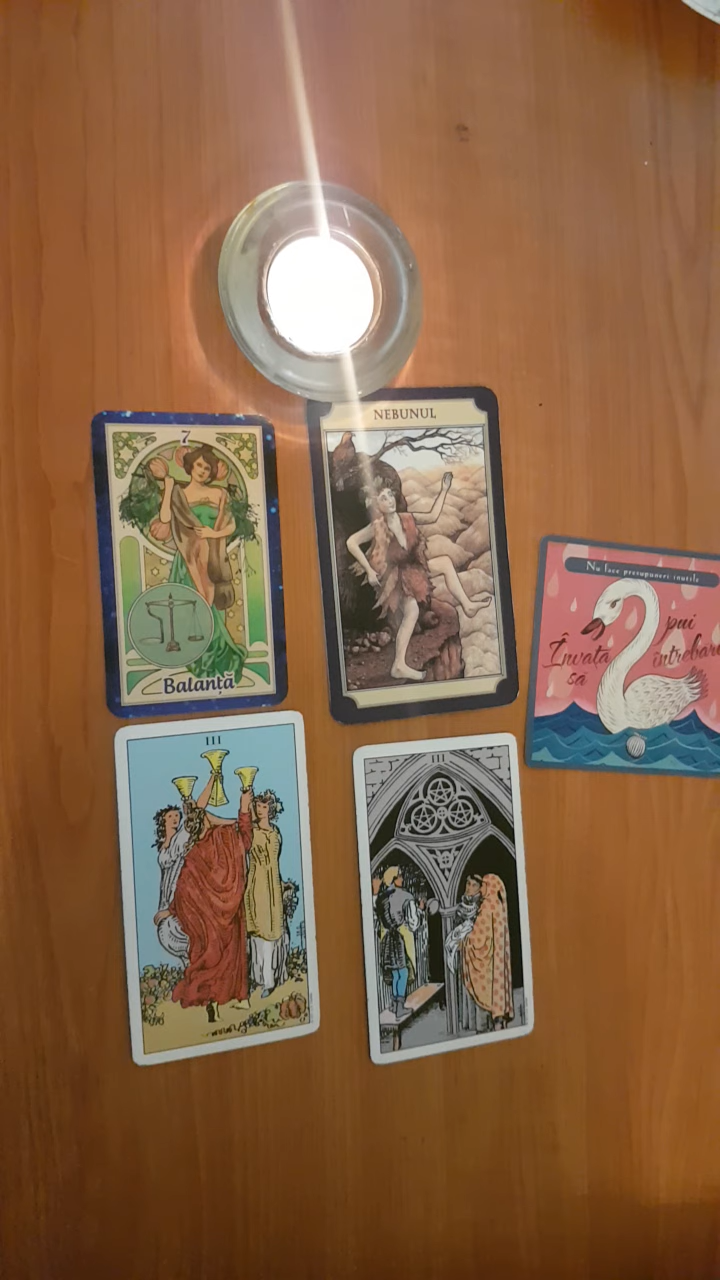 7
Balanță
NEBUNUL
Nu face presupuneri inutile
Învață
să
pui
întrebări
III
III